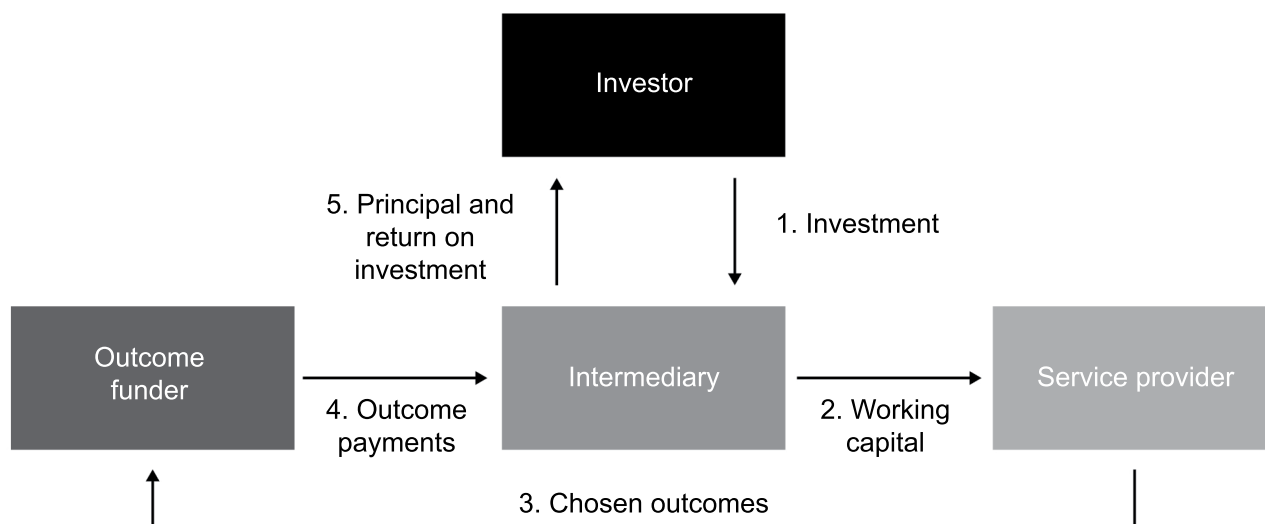 Investor
5. Principal and
return on
investment
1. Investment
Outcome
funder
Intermediary
Service provider
4. Outcome
payments
2. Working
capital
3. Chosen outcomes